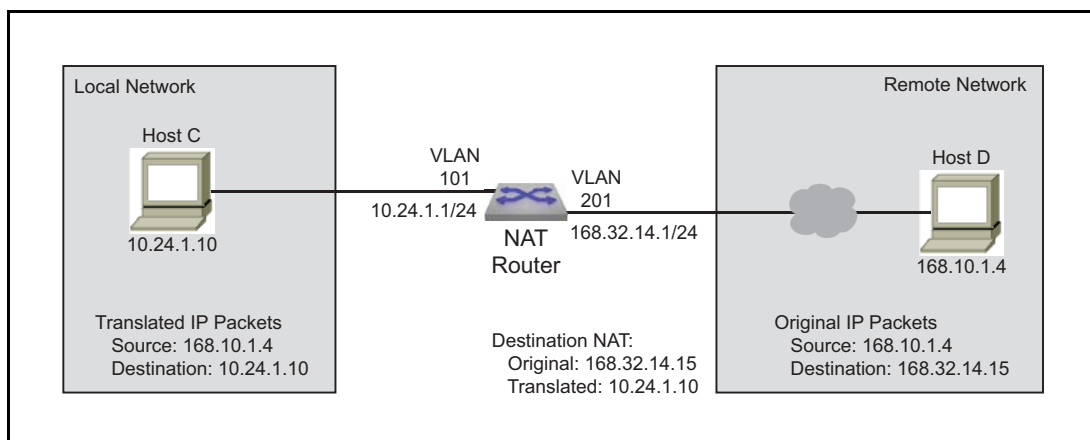 Local Network
Host C
10.24.1.10
Translated IP Packets
Source: 168.10.1.4
Destination: 10.24.1.10
VLAN
101
10.24.1.1/24
NAT
Router
VLAN
201
168.32.14.1/24
Destination NAT:
Original: 168.32.14.15
Translated: 10.24.1.10
Remote Network
Host D
168.10.1.4
Original IP Packets
Source: 168.10.1.4
Destination: 168.32.14.15